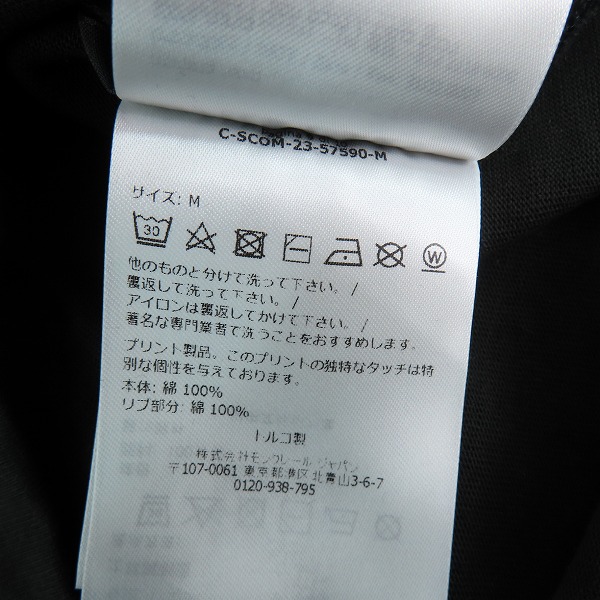 C-SCOM-23-57590-M
サイズ: M
30
W
他のものと分けて洗って下さい。 /
裏返して洗って下さい。 /
アイロンは裏返してかけて下さい。 /
著名な専門業者で洗うことをおすすめします。
プリント製品。このプリントの独特なタッチは特
別な個性を与えております。
本体: 綿 100%
リブ部分: 綿 100%
トルコ製
株式会社モンクレール ジャパン
〒107-0061 東京都港区北青山3-6-7
0120-938-795